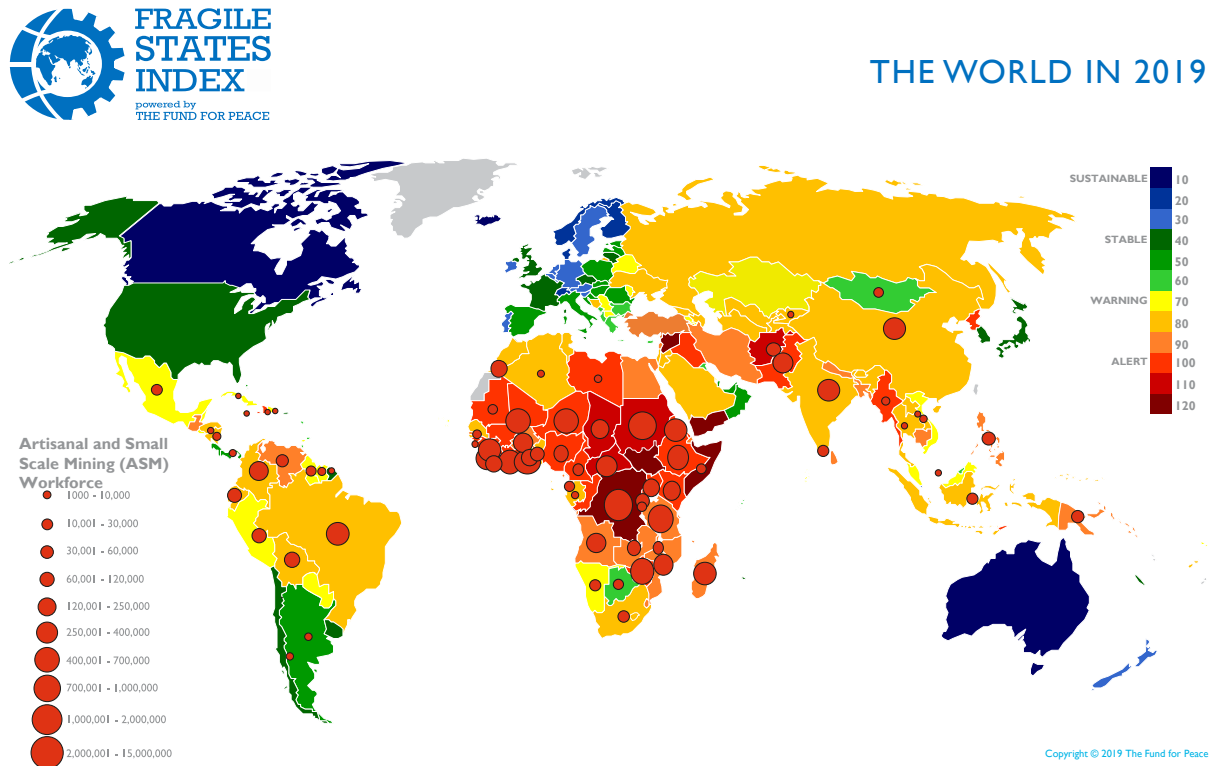 FRAGILE
STATES
INDEX
powered by
THE FUND FOR PEACE
THE WORLD IN 2019
SUSTAINABLE 10
20
30
STABLE 40
50
60
WARNING 70
80
90
ALERT 100
110
120
Artisanal and Small
Scale Mining (ASM)
Workforce
1000 - 10,000
10,001 - 30,000
30,001 - 60,000
60,001 - 120,000
120,001 - 250,000
250,001 - 400,000
400,001 - 700,000
700,001 - 1,000,000
1,000,001 - 2,000,000
2,000,001 - 15,000,000
Copyright © 2019 The Fund for Peace